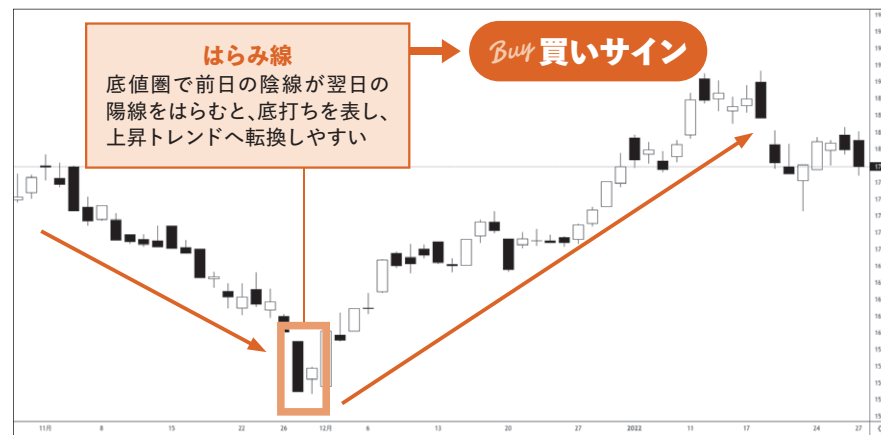 はらみ線
底値圏で前日の陰線が翌日の
陽線をはらむと、底打ちを表し、
上昇トレンドへ転換しやすい
Buy 買いサイン
11月 8 15 22 26 12月 6 13 20 27 2022 11 17 24 27